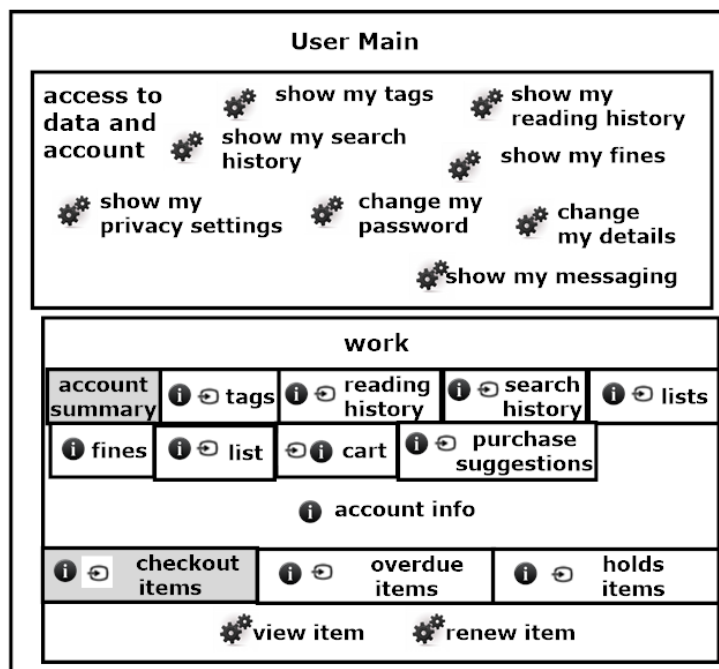 User Main
access to
data and
account
show my tags
show my
reading history
show my search
history
show my fines
show my
privacy settings
change my
password
change
my details
show my messaging
work
account
summary
tags
reading
history
search
history
lists
fines
list
cart
purchase
suggestions
account info
checkout
items
overdue
items
holds
items
view item
renew item